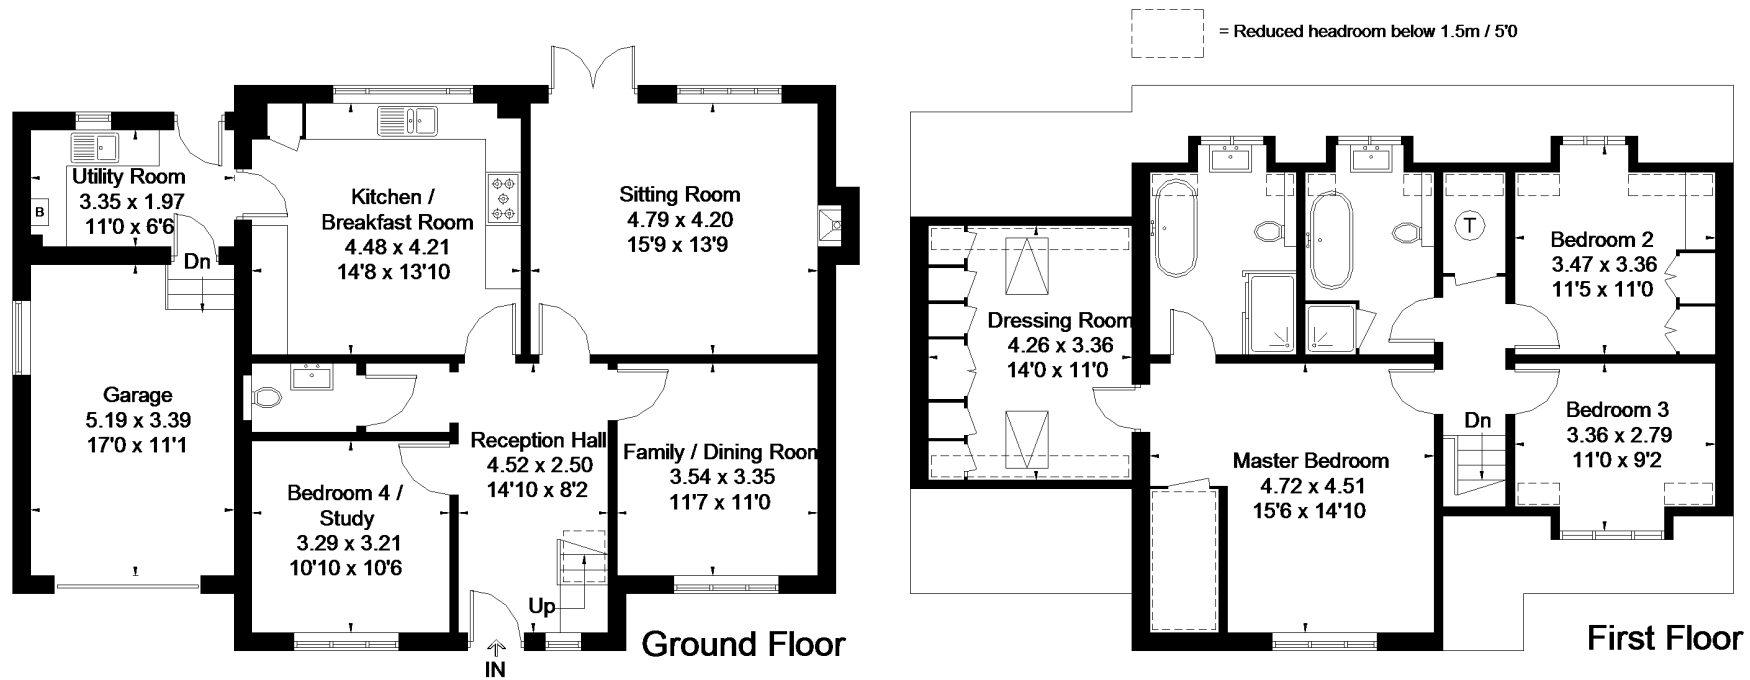 = Reduced headroom below 1.5m / 5'0
Utility Room
3.35 x 1.97
11'0 x 6'6
B
Dn
Kitchen /
Breakfast Room
4.48 x 4.21
14'8 x 13'10
Sitting Room
4.79 x 4.20
15'9 x 13'9
Garage
5.19 x 3.39
17'0 x 11'1
Bedroom 4 /
Study
3.29 x 3.21
10'10 x 10'6
Reception Hall
4.52 x 2.50
14'10 x 8'2
Family / Dining Room
3.54 x 3.35
11'7 x 11'0
Up
IN
Ground Floor
Dressing Room
4.26 x 3.36
14'0 x 11'0
T
Bedroom 2
3.47 x 3.36
11'5 x 11'0
Master Bedroom
4.72 x 4.51
15'6 x 14'10
Dn
Bedroom 3
3.36 x 2.79
11'0 x 9'2
First Floor